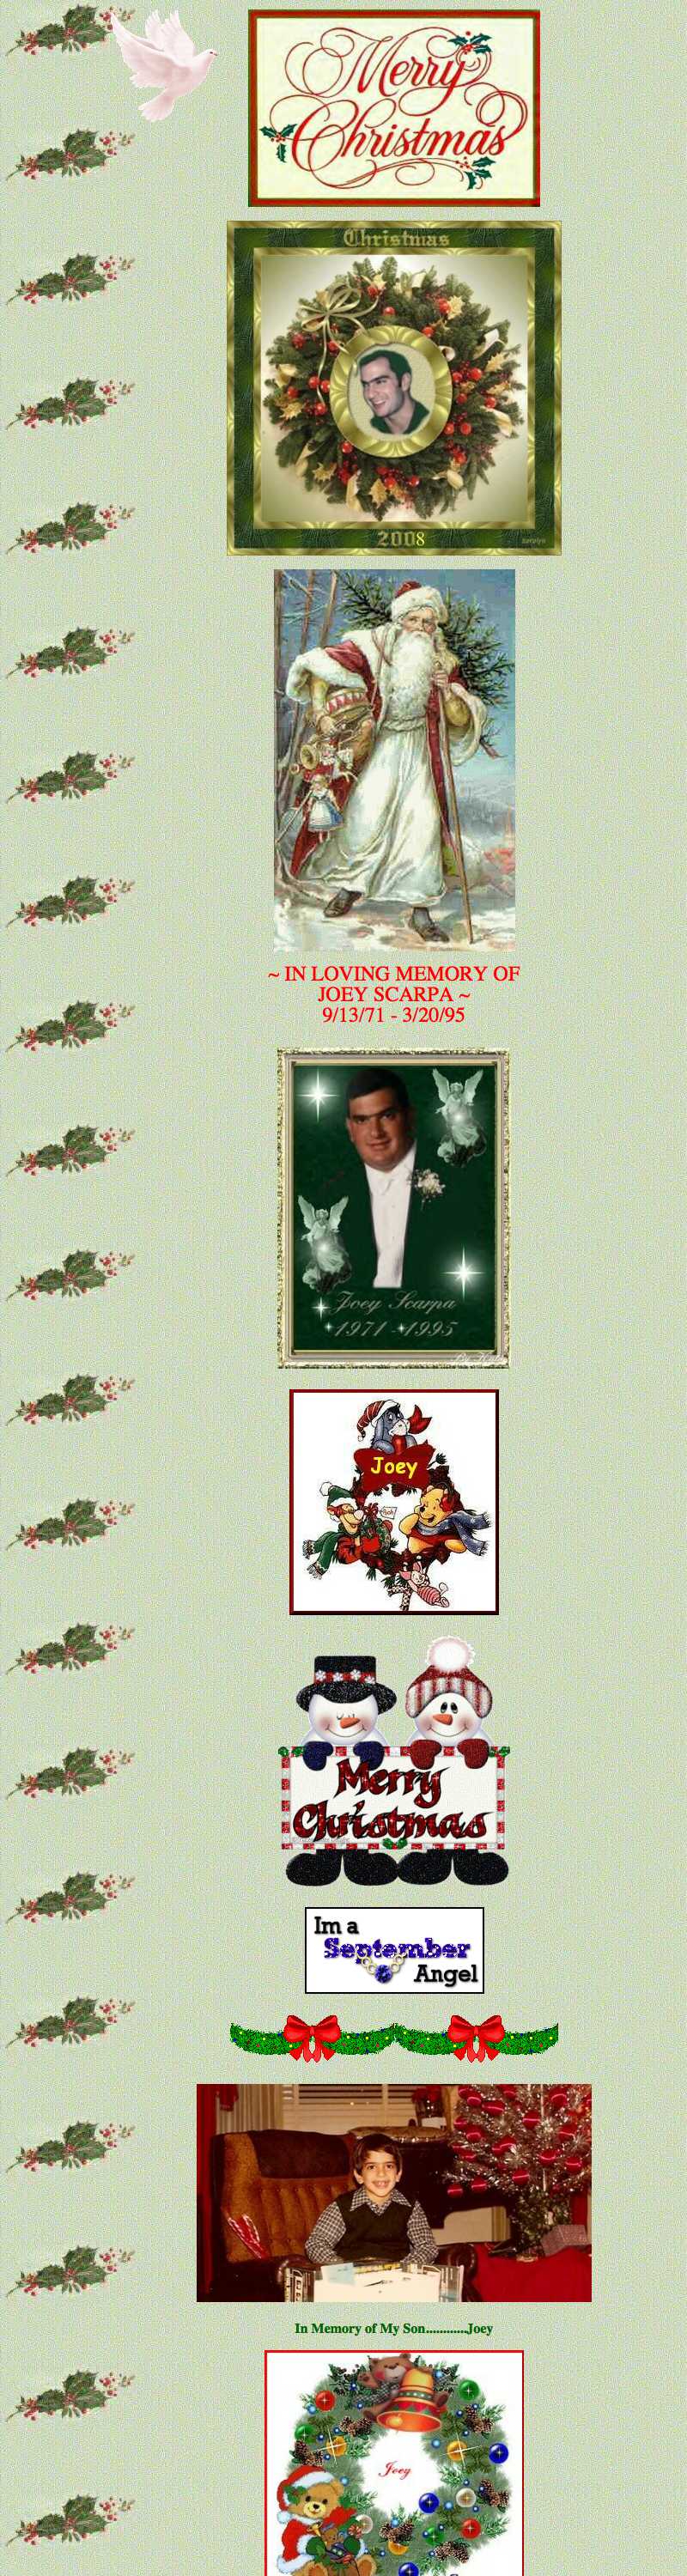 Merry
Christmas
Christmas
2008
~ IN LOVING MEMORY OF
JOEY SCARPA ~
9/13/71 - 3/20/95
Joey Scarpa
1971 - 1995
Joey
Merry
Christmas
Im a
September
Angel
In Memory of My Son............Joey
Joey